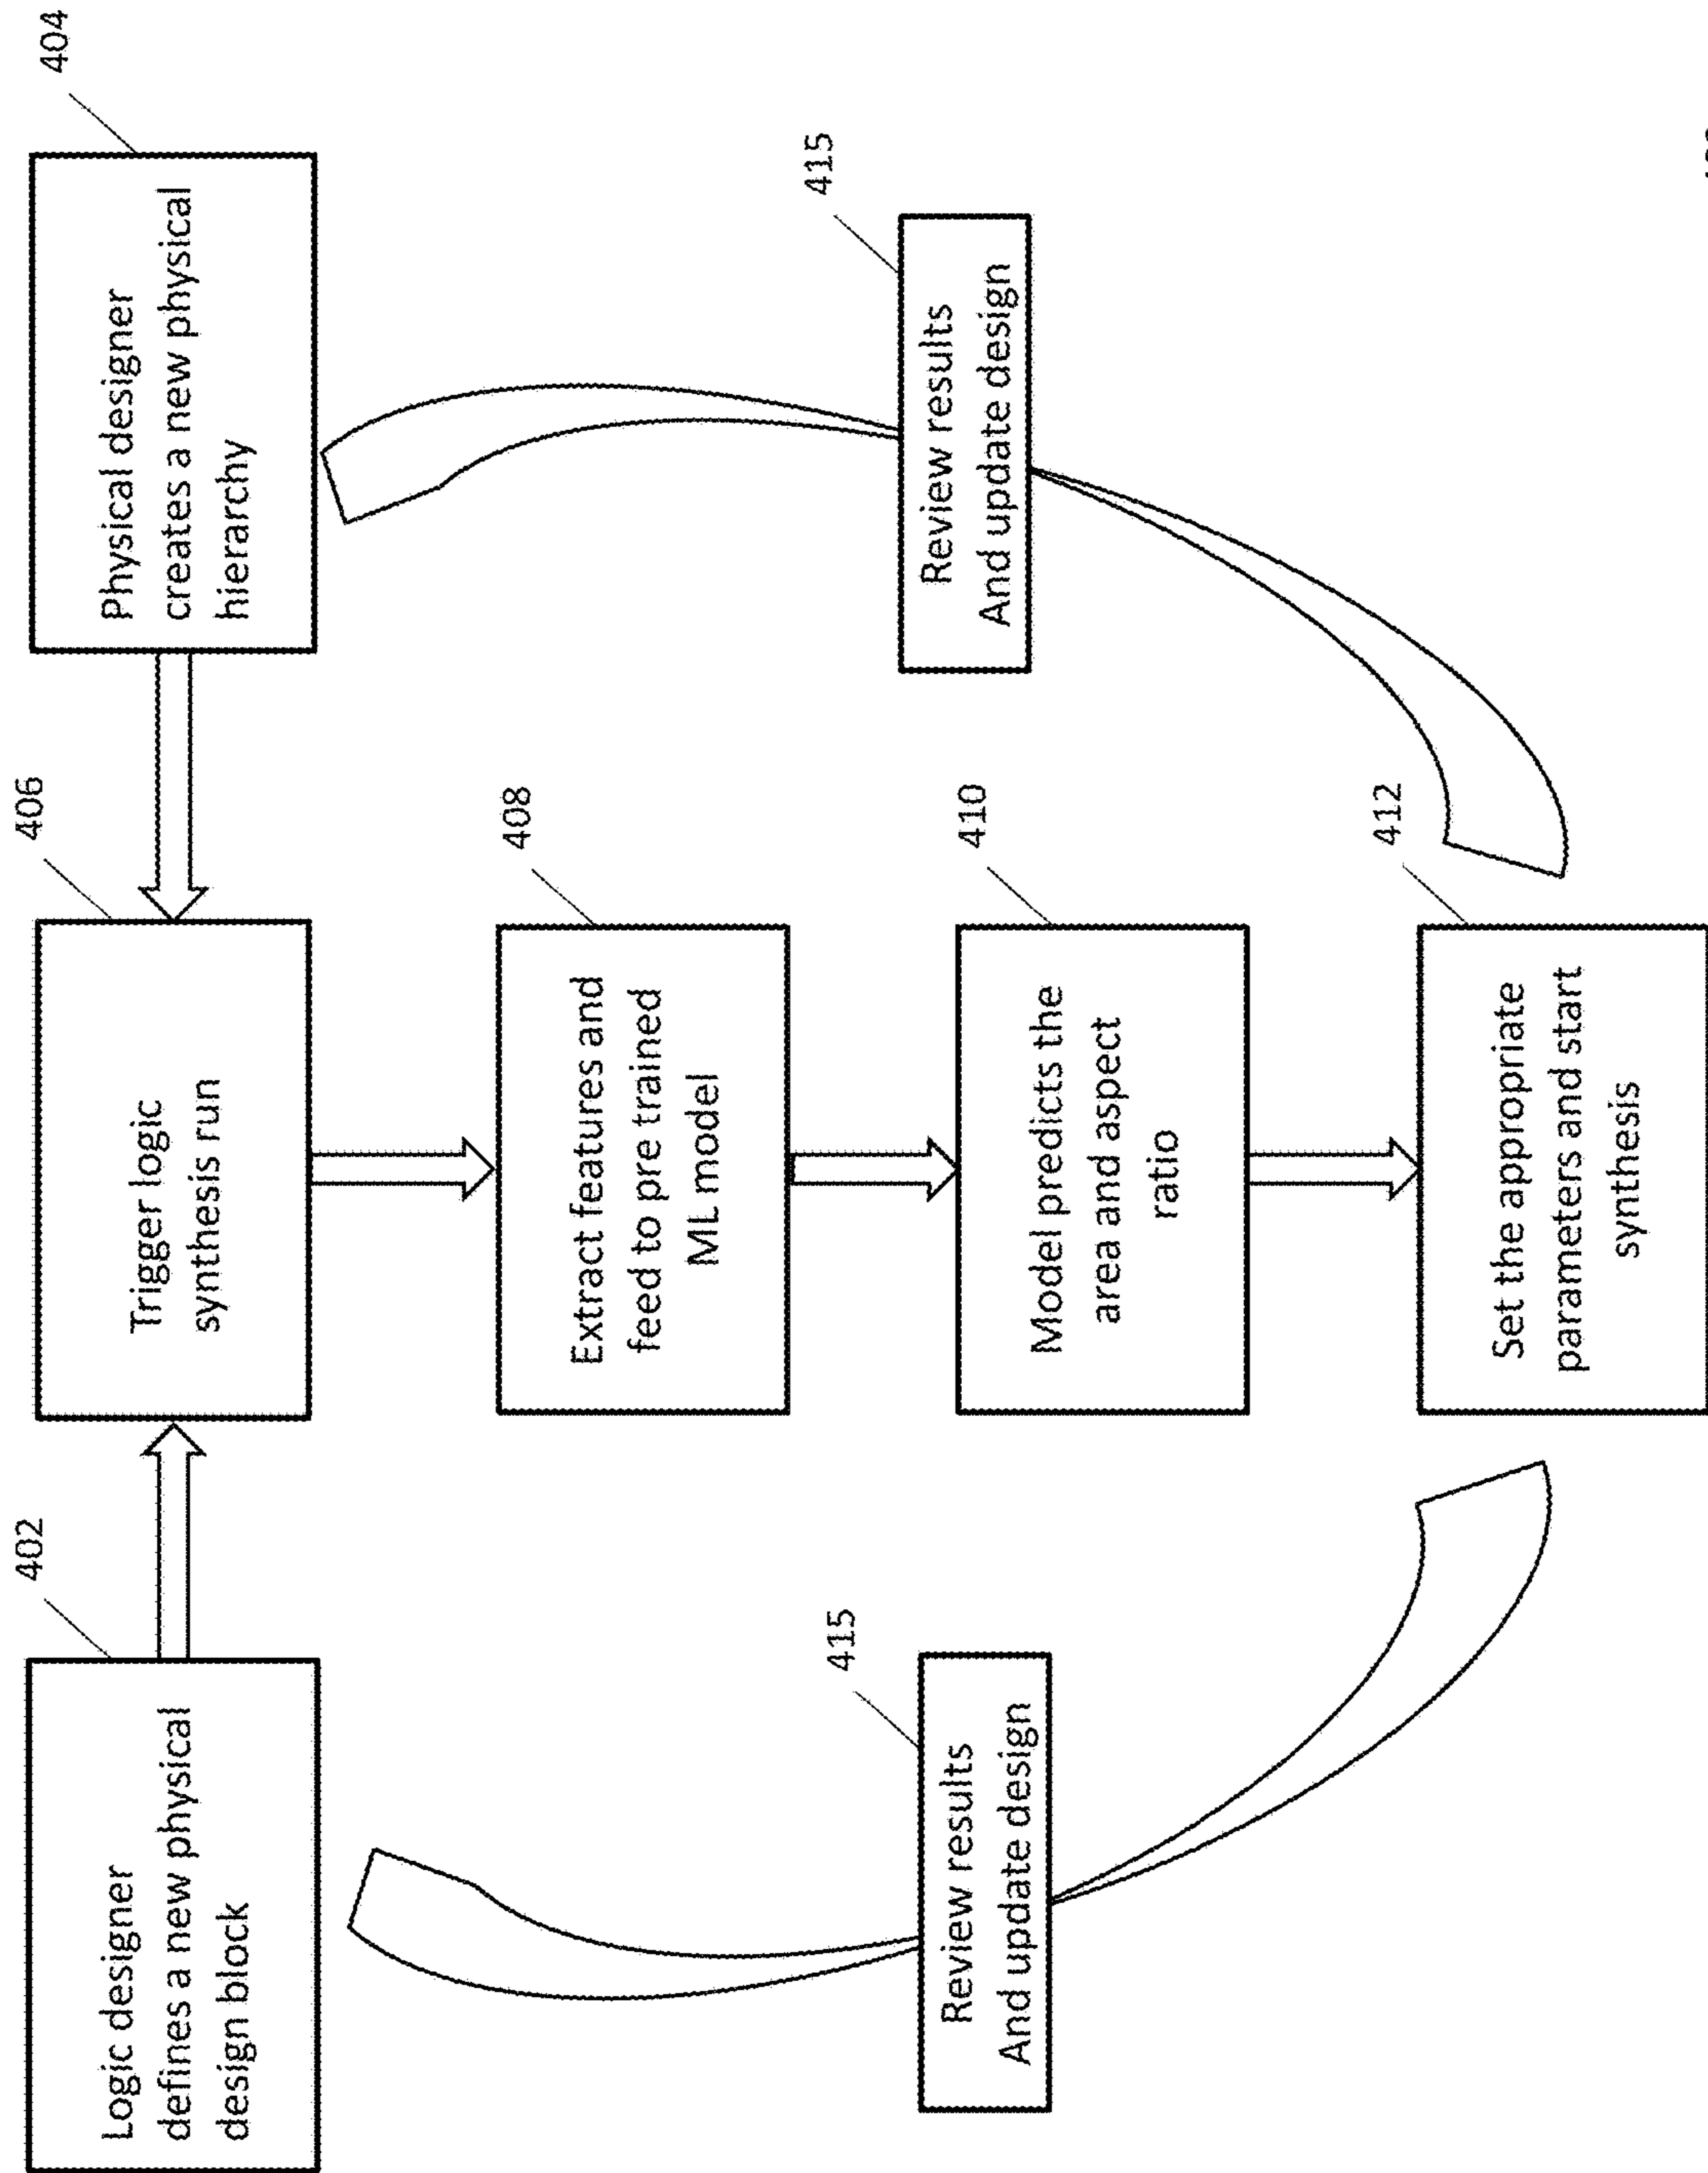 402
Logic designer
defines a new physical
design block
406
Trigger logic
synthesis run
404
Physical designer
creates a new physical
hierarchy
408
Extract features and
feed to pre trained
ML model
410
Model predicts the
area and aspect
ratio
415
Review results
And update design
415
Review results
And update design
412
Set the appropriate
parameters and start
synthesis